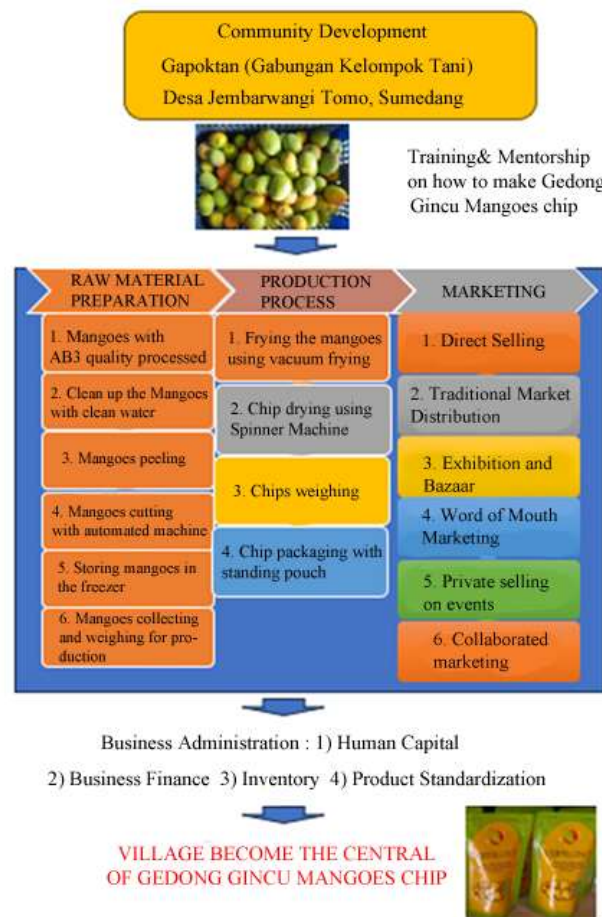 Community Development
Gapoktan (Gabungan Kelompok Tani)
Desa Jembarwangi Tomo, Sumedang
Training& Mentorship
on how to make Gedong
Gincu Mangoes chip
RAW MATERIAL
PREPARATION
1. Mangoes with
AB3 quality processed
2. Clean up the Mangoes
with clean water
3. Mangoes peeling
4. Mangoes cutting
with automated machine
5. Storing mangoes in
the freezer
6. Mangoes collecting
and weighing for pro-
duction
PRODUCTION
PROCESS
1. Frying the mangoes
using vacuum frying
2. Chip drying using
Spinner Machine
3. Chips weighing
4. Chip packaging with
standing pouch
MARKETING
1. Direct Selling
2. Traditional Market
Distribution
3. Exhibition and
Bazaar
4. Word of Mouth
Marketing
5. Private selling
on events
6. Collaborated
marketing
Business Administration : 1) Human Capital
2) Business Finance 3) Inventory 4) Product Standardization
VILLAGE BECOME THE CENTRAL
OF GEDONG GINCU MANGOES CHIP